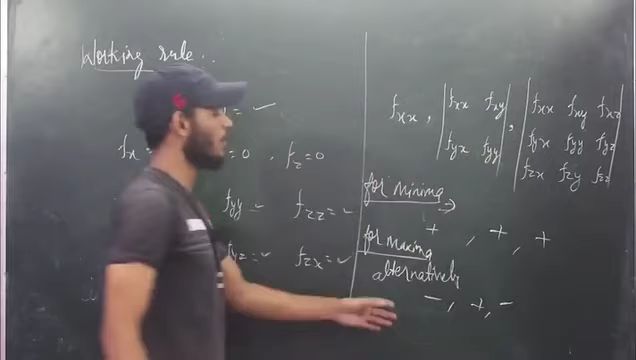 Working rule :.
= ✓
fx = = 0 , fz = 0
fyy = ✓ fzz = ✓
fyz = ✓ fzx = ✓
fxx , | fxx fxy | , | fxx fxy fxz |
| fyx fyy | | fyx fyy fyz |
| fzx fzy fzz |
for minima →
+ , + , +
for maxima
alternatively
- , + , -